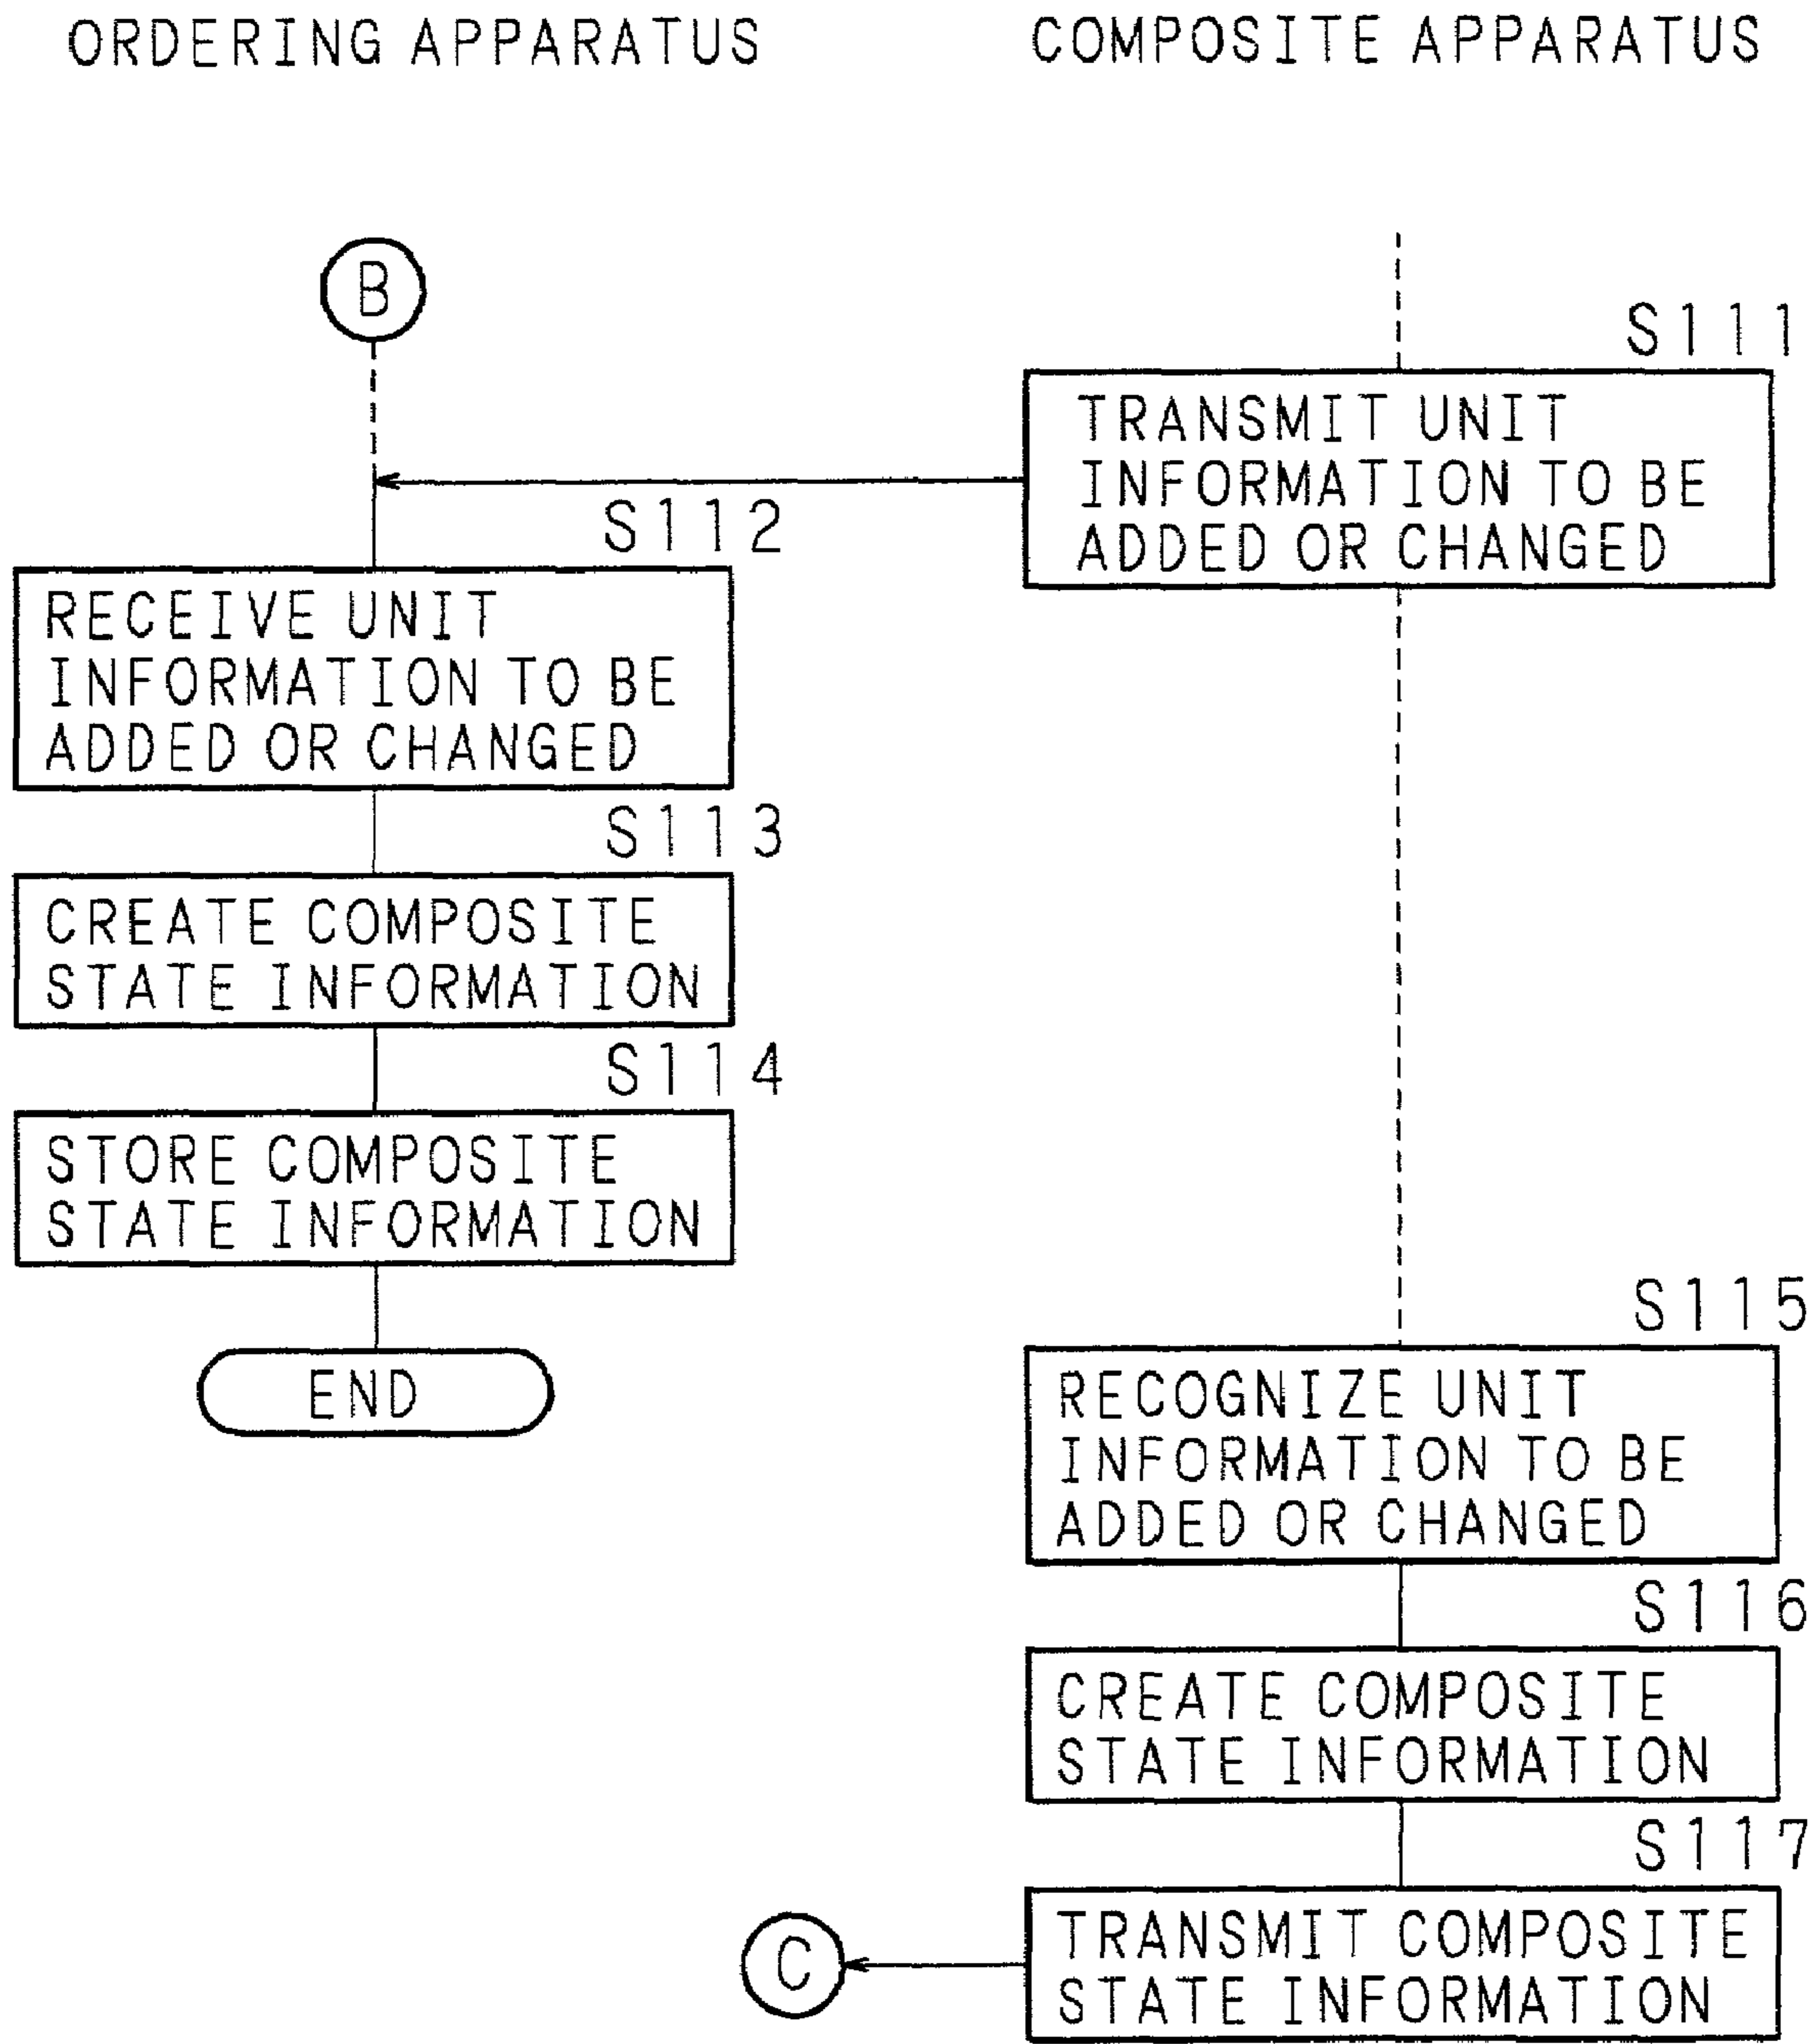 ORDERING APPARATUS
COMPOSITE APPARATUS
B
S111
TRANSMIT UNIT
INFORMATION TO BE
ADDED OR CHANGED
S112
RECEIVE UNIT
INFORMATION TO BE
ADDED OR CHANGED
S113
CREATE COMPOSITE
STATE INFORMATION
S114
STORE COMPOSITE
STATE INFORMATION
END
S115
RECOGNIZE UNIT
INFORMATION TO BE
ADDED OR CHANGED
S116
CREATE COMPOSITE
STATE INFORMATION
S117
TRANSMIT COMPOSITE
STATE INFORMATION
C